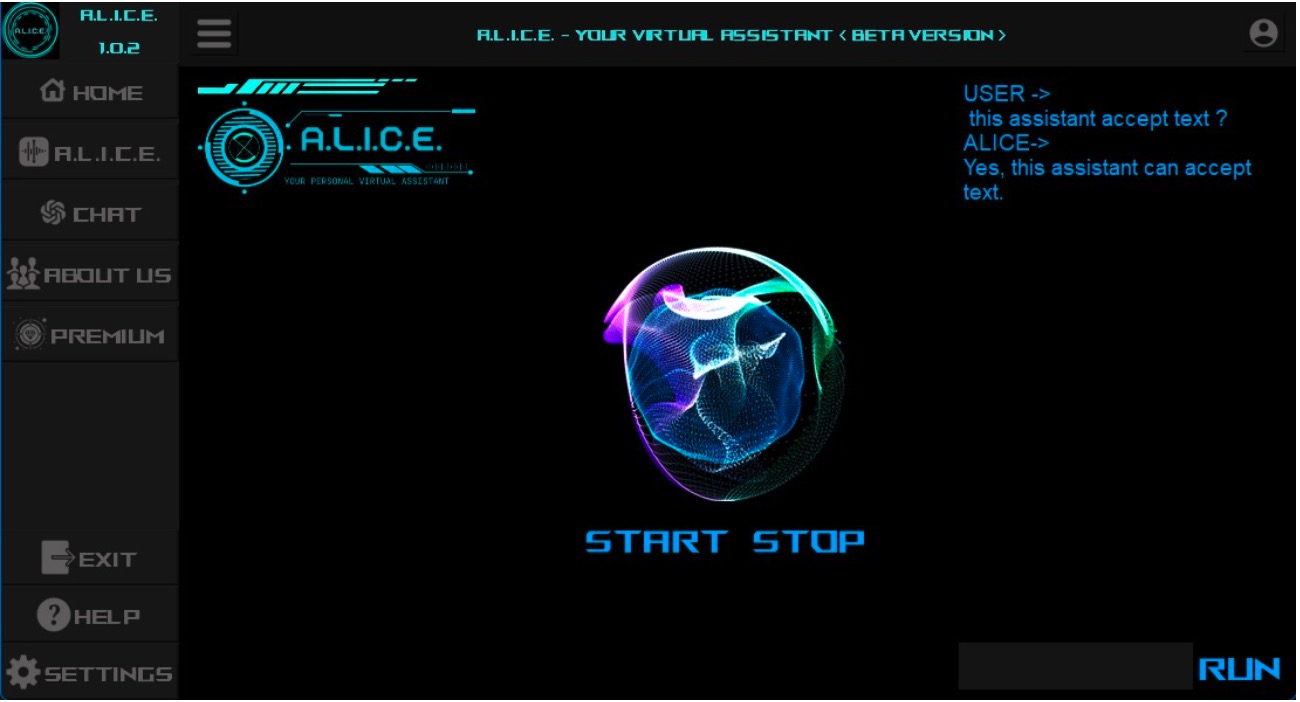 A.L.I.C.E.
1.0.2
A.L.I.C.E. - YOUR VIRTUAL ASSISTANT < BETA VERSION >
HOME
A.L.I.C.E.
CHAT
ABOUT US
PREMIUM
EXIT
HELP
SETTINGS
A.L.I.C.E.
A.L.I.C.E.
YOUR PERSONAL VIRTUAL ASSISTANT
USER ->
this assistant accept text ?
ALICE->
Yes, this assistant can accept
text.
START STOP
RUN